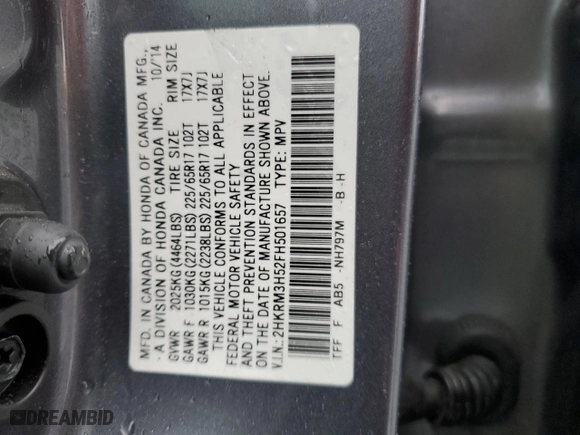 MFD. IN CANADA BY HONDA OF CANADA MFG.,
- A DIVISION OF HONDA CANADA INC. 10/14
GVWR 2025KG(4464LBS) TIRE SIZE RIM SIZE
GAWR F 1030KG(2271LBS) 225/65R17 102T 17X7J
GAWR R 1015KG(2238LBS) 225/65R17 102T 17X7J
THIS VEHICLE CONFORMS TO ALL APPLICABLE
FEDERAL MOTOR VEHICLE SAFETY
AND THEFT PREVENTION STANDARDS IN EFFECT
ON THE DATE OF MANUFACTURE SHOWN ABOVE.
V.I.N.:2HKRM3H52FH501657 TYPE: MPV
TFF F AB5 -NH797M -B -H
DREAMBID